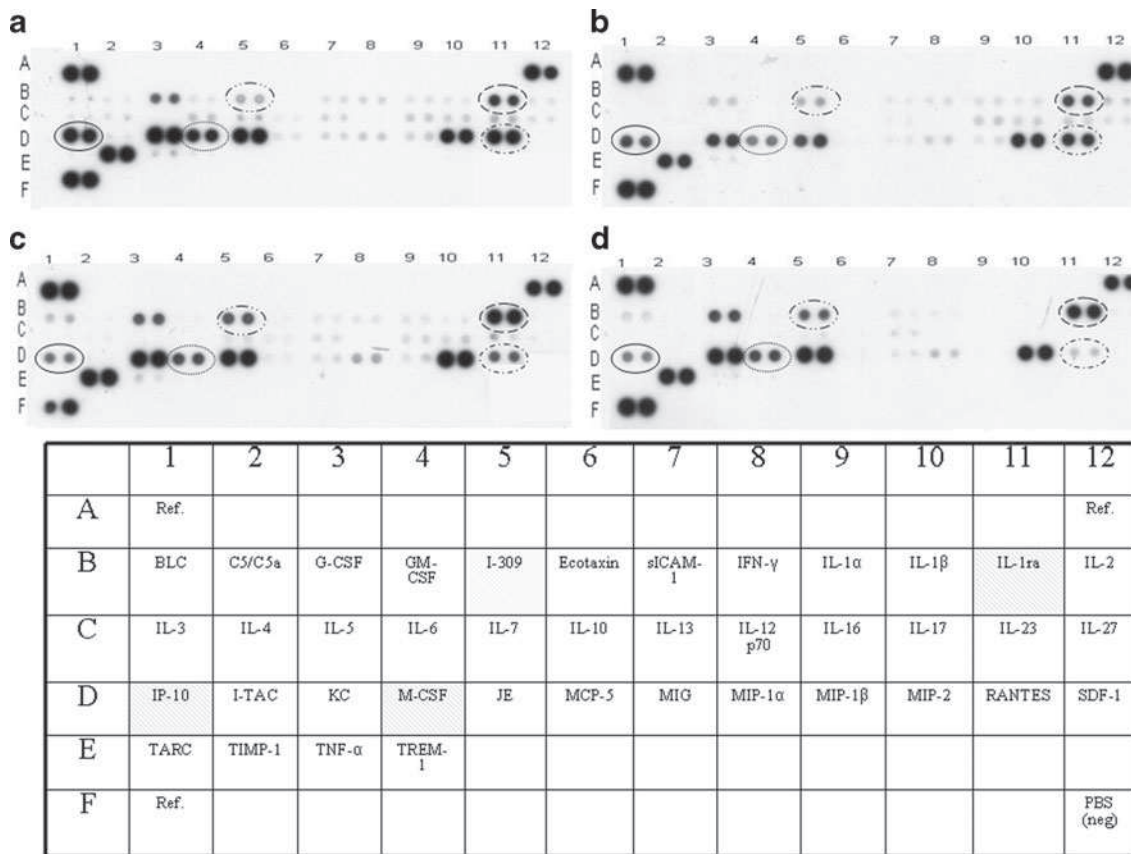 a
1 2 3 4 5 6 7 8 9 10 11 12
A
B
C
D
E
F
b
1 2 3 4 5 6 7 8 9 10 11 12
A
B
C
D
E
F
c
1 2 3 4 5 6 7 8 9 10 11 12
A
B
C
D
E
F
d
1 2 3 4 5 6 7 8 9 10 11 12
A
B
C
D
E
F
1 2 3 4 5 6 7 8 9 10 11 12
A Ref. Ref.
B BLC C5/C5a G-CSF GM-CSF I-309 Ecotaxin sICAM-1 IFN-γ IL-1α IL-1β IL-1ra IL-2
C IL-3 IL-4 IL-5 IL-6 IL-7 IL-10 IL-13 IL-12 p70 IL-16 IL-17 IL-23 IL-27
D IP-10 I-TAC KC M-CSF JE MCP-5 MIG MIP-1α MIP-1β MIP-2 RANTES SDF-1
E TARC TIMP-1 TNF-α TREM-1
F Ref. PBS (neg)